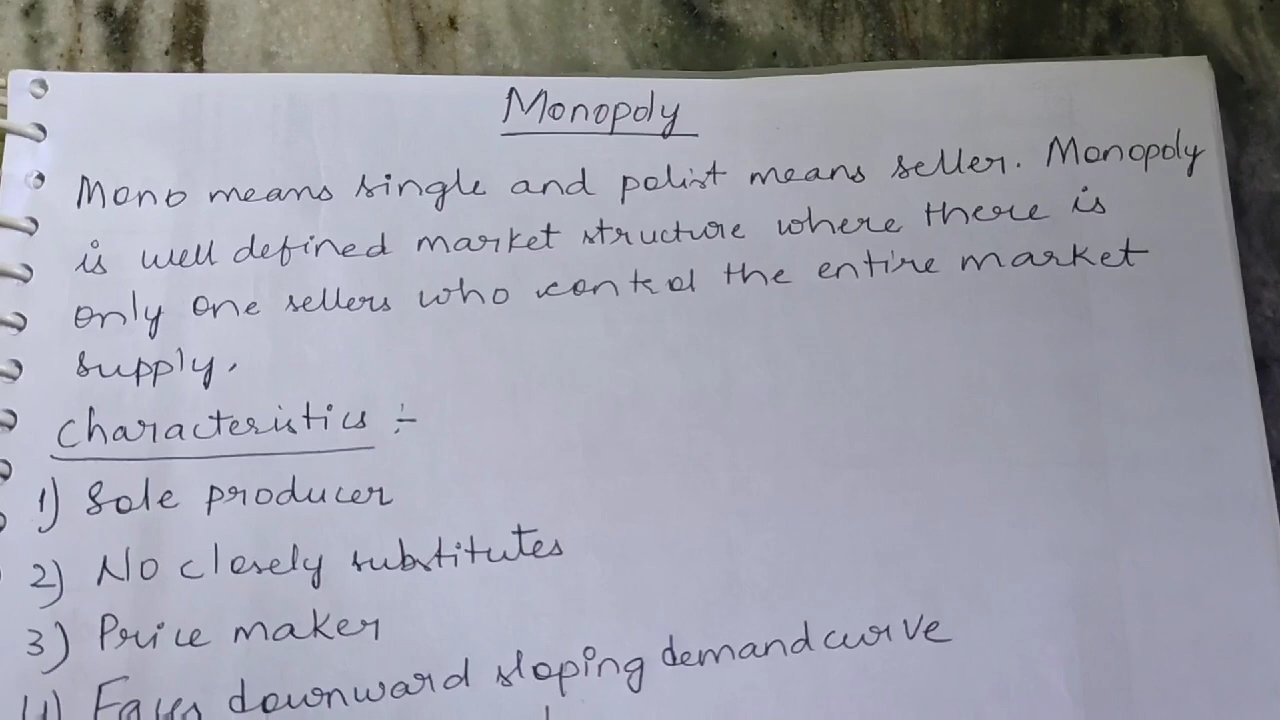 Monopoly
Mono means single and polist means seller. Monopoly
is well defined market structure where there is
only one sellers who control the entire market
supply.
Characteristics :-
1) Sole producer
2) No closely substitutes
3) Price maker
4) Faces downward sloping demand curve